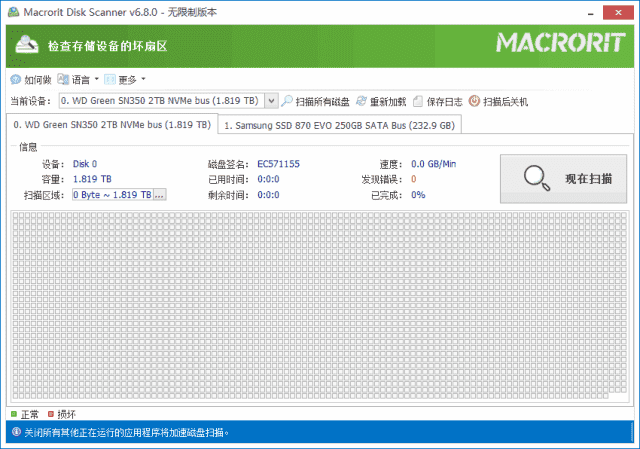 Macrorit Disk Scanner v6.8.0 - 无限制版本
检查存储设备的坏扇区
MACRORIT
如何做 语言 更多
当前设备: 0. WD Green SN350 2TB NVMe bus (1.819 TB) 扫描所有磁盘 重新加载 保存日志 扫描后关机
0. WD Green SN350 2TB NVMe bus (1.819 TB) 1. Samsung SSD 870 EVO 250GB SATA Bus (232.9 GB)
信息
设备: Disk 0 磁盘签名: EC571155 速度: 0.0 GB/Min
容量: 1.819 TB 已用时间: 0:0:0 发现错误: 0
扫描区域: 0 Byte ~ 1.819 TB ... 剩余时间: 0:0:0 已完成: 0%
现在扫描
正常 损坏
关闭所有其他正在运行的应用程序将加速磁盘扫描。